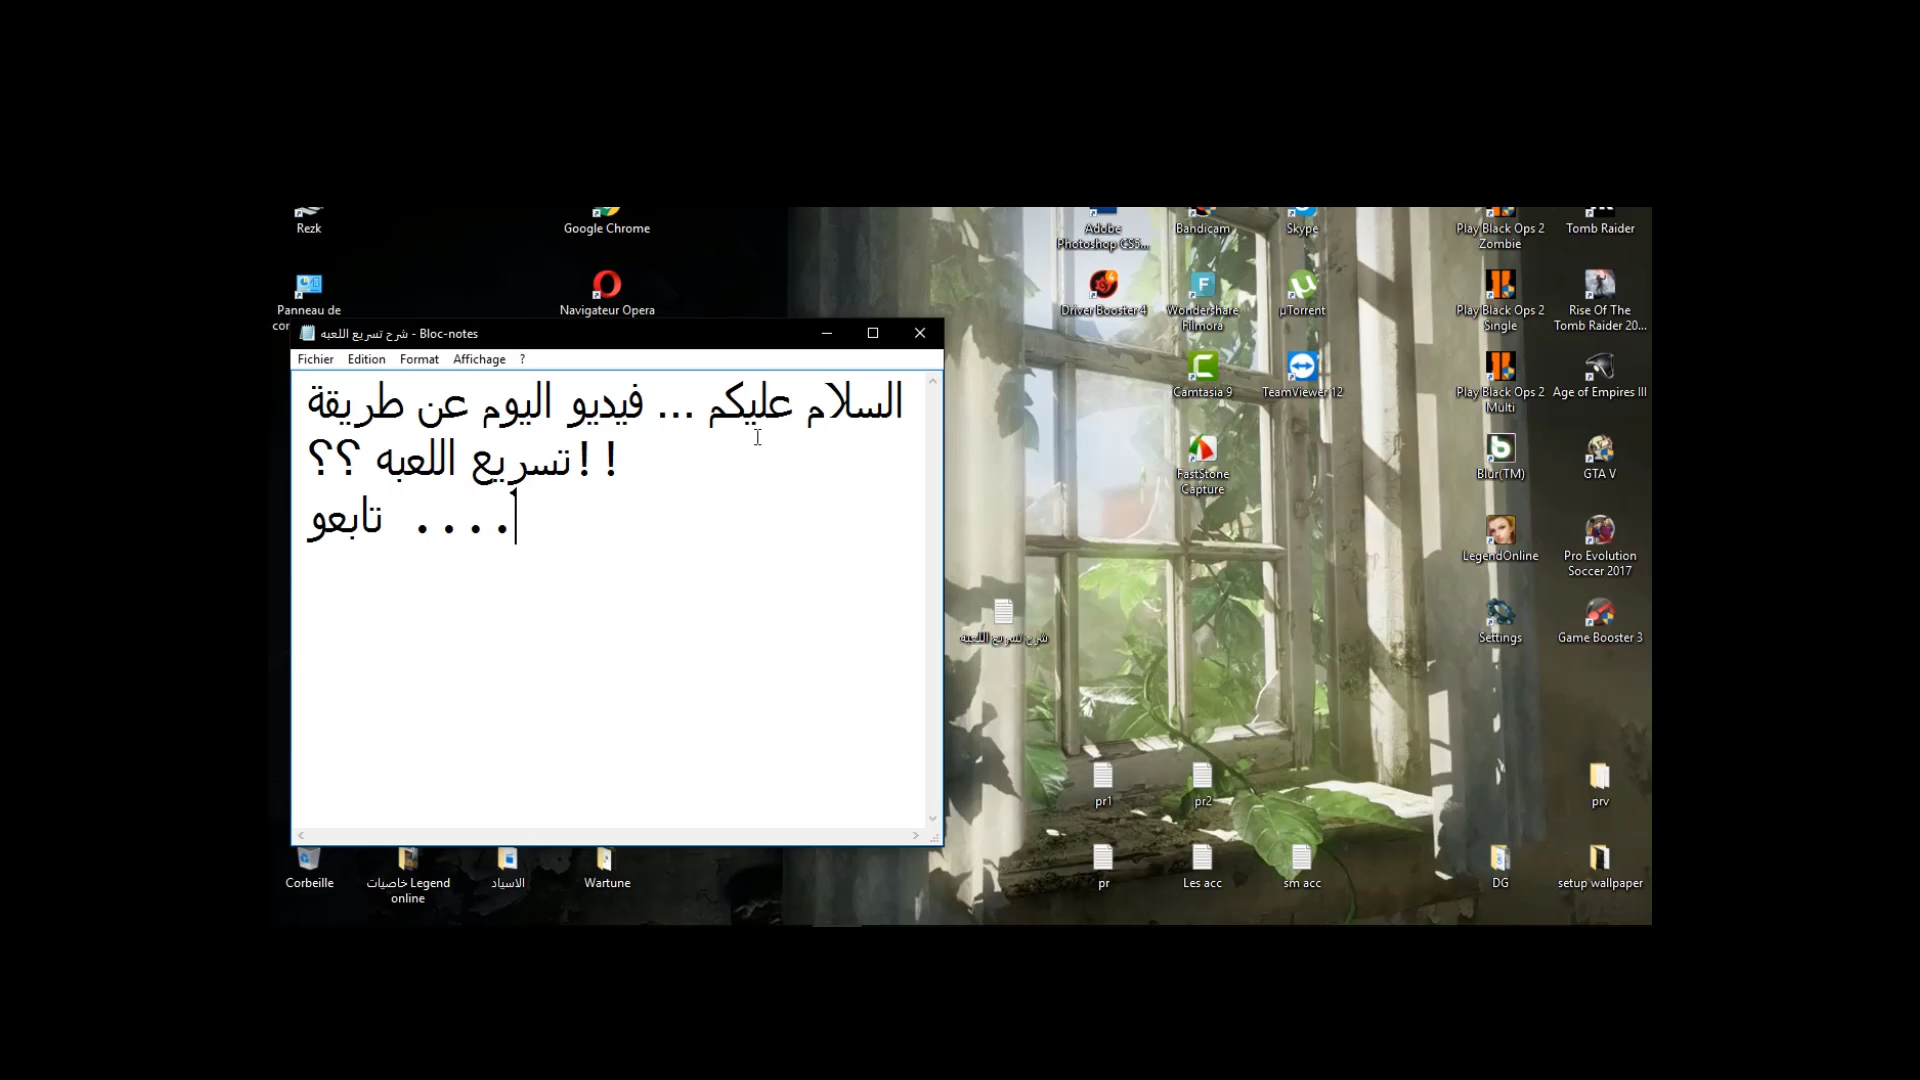 Rezk
Google Chrome
Adobe
Photoshop CS5...
Bandicam
Skype
Play Black Ops 2
Zombie
Tomb Raider
Panneau de
Navigateur Opera
Driver Booster 4
Wondershare
Filmora
µTorrent
Play Black Ops 2
Single
Rise Of The
Tomb Raider 20...
شرح تسريع اللعبه - Bloc-notes
Fichier Edition Format Affichage ?
السلام عليكم ... فيديو اليوم عن طريقة
؟؟ تسريع اللعبه!!
تابعو ....
Camtasia 9
TeamViewer 12
Play Black Ops 2
Multi
Age of Empires III
FastStone
Capture
Blur(TM)
GTA V
LegendOnline
Pro Evolution
Soccer 2017
شرح تسريع اللعبه
Settings
Game Booster 3
pr1
pr2
prv
Corbeille
خاصيات Legend
online
الاسياد
Wartune
pr
Les acc
sm acc
DG
setup wallpaper